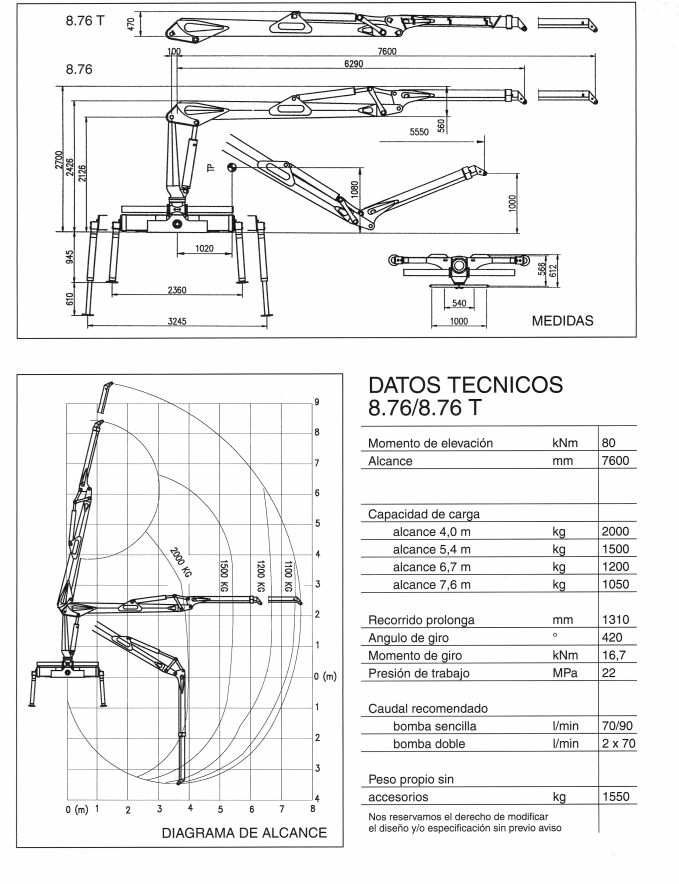 8.76 T
470
100
7600
8.76
6290
2700
2426
2126
560
5550
TP
1080
1000
1020
945
610
2360
3245
566
612
540
1000
MEDIDAS
9
8
7
6
5
4
3
2
1
0 (m)
1
2
3
4
2000 KG
1500 KG
1200 KG
1100 KG
0 (m) 1 2 3 4 5 6 7 8
DIAGRAMA DE ALCANCE
DATOS TECNICOS
8.76/8.76 T
Momento de elevación kNm 80
Alcance mm 7600
Capacidad de carga
alcance 4,0 m kg 2000
alcance 5,4 m kg 1500
alcance 6,7 m kg 1200
alcance 7,6 m kg 1050
Recorrido prolonga mm 1310
Angulo de giro ° 420
Momento de giro kNm 16,7
Presión de trabajo MPa 22
Caudal recomendado
bomba sencilla l/min 70/90
bomba doble l/min 2 x 70
Peso propio sin
accesorios kg 1550
Nos reservamos el derecho de modificar
el diseño y/o especificación sin previo aviso